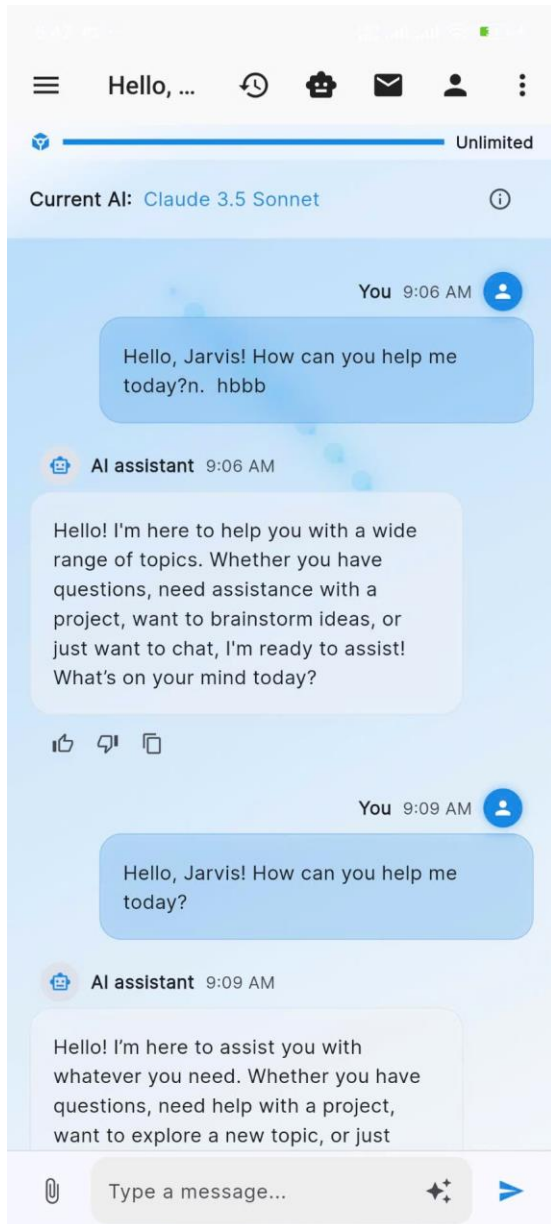 Hello, ...
Unlimited
Current AI: Claude 3.5 Sonnet
You 9:06 AM
Hello, Jarvis! How can you help me
today?n. hbbb
AI assistant 9:06 AM
Hello! I'm here to help you with a wide
range of topics. Whether you have
questions, need assistance with a
project, want to brainstorm ideas, or
just want to chat, I'm ready to assist!
What's on your mind today?
You 9:09 AM
Hello, Jarvis! How can you help me
today?
AI assistant 9:09 AM
Hello! I’m here to assist you with
whatever you need. Whether you have
questions, need help with a project,
want to explore a new topic, or just
Type a message...